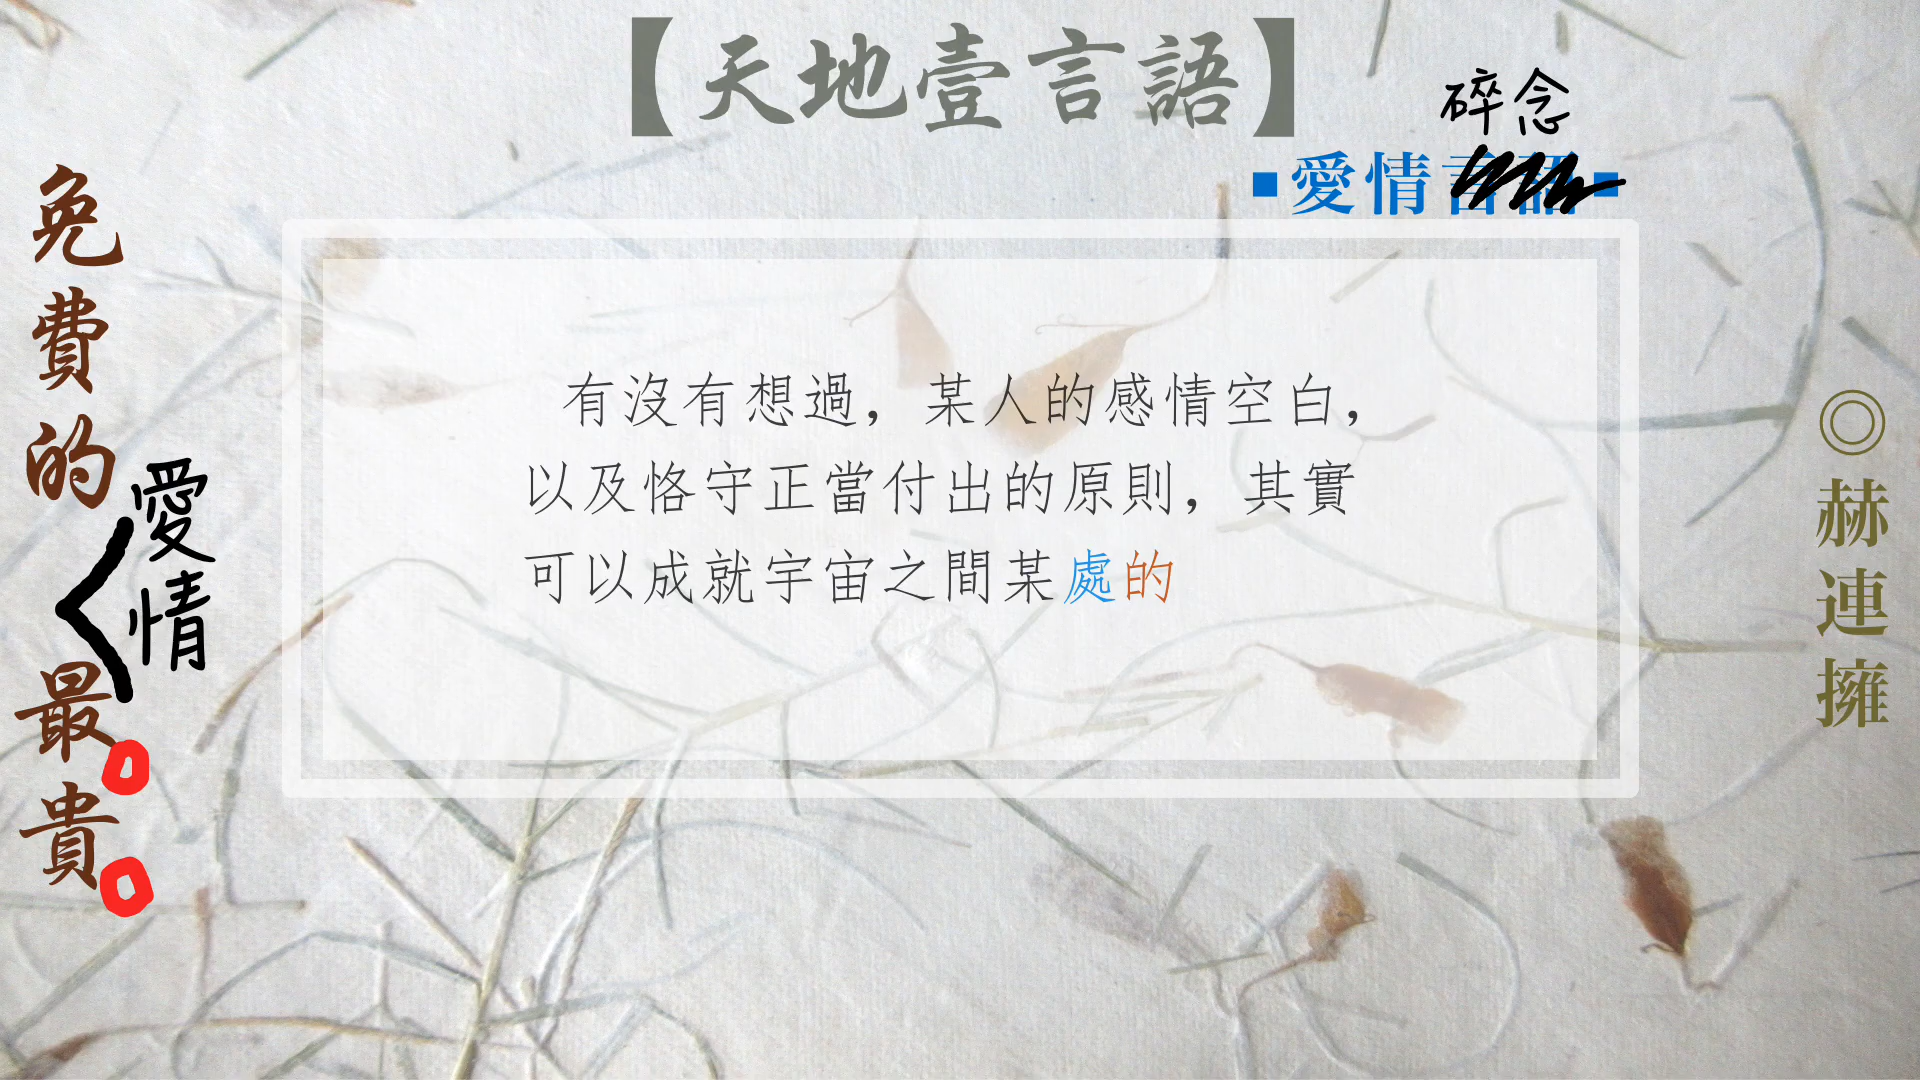 【天地壹言語】
碎念
▪愛情言語▪
免費的最貴
愛情
有沒有想過，某人的感情空白，
以及恪守正當付出的原則，其實
可以成就宇宙之間某處的
◎赫連擁